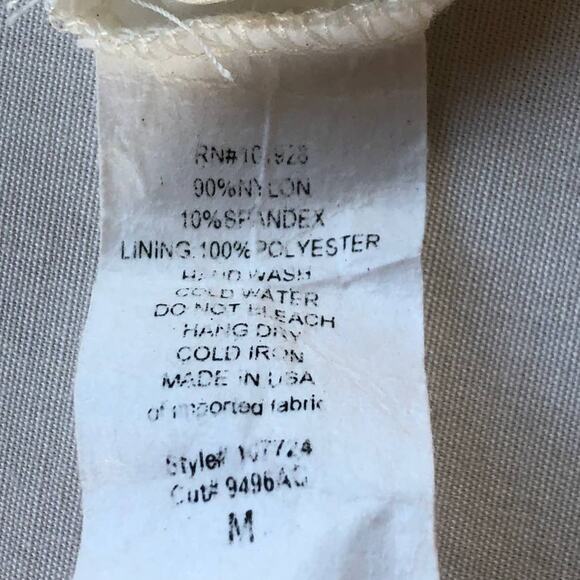 90%NYLON
10%SPANDEX
LINING:100%POLYESTER
HAND WASH
COLD WATER
DO NOT BLEACH
HANG DRY
COLD IRON
MADE IN USA
of imported fabric
Style#
Cut# 9496AG
M